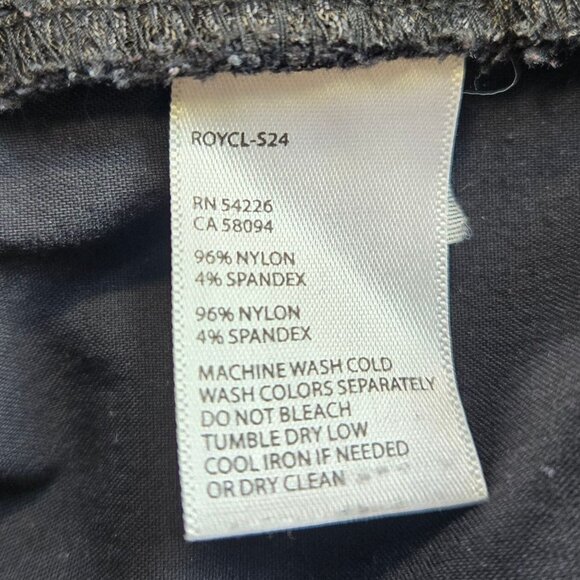 ROYCL-S24
RN 54226
CA 58094
96% NYLON
4% SPANDEX
96% NYLON
4% SPANDEX
MACHINE WASH COLD
WASH COLORS SEPARATELY
DO NOT BLEACH
TUMBLE DRY LOW
COOL IRON IF NEEDED
OR DRY CLEAN